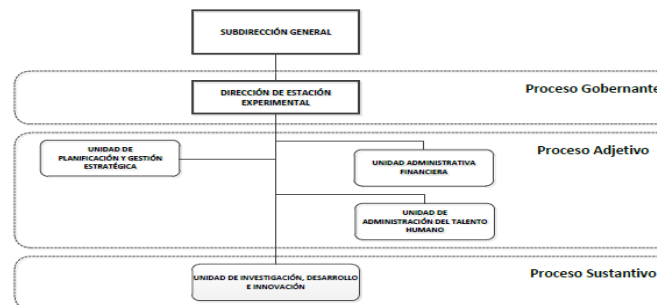 SUBDIRECCIÓN GENERAL
Proceso Gobernante
DIRECCIÓN DE ESTACIÓN
EXPERIMENTAL
Proceso Adjetivo
UNIDAD DE
PLANIFICACIÓN Y GESTIÓN
ESTRATÉGICA
UNIDAD ADMINISTRATIVA
FINANCIERA
UNIDAD DE
ADMINISTRACIÓN DEL TALENTO
HUMANO
Proceso Sustantivo
UNIDAD DE INVESTIGACIÓN, DESARROLLO
E INNOVACIÓN